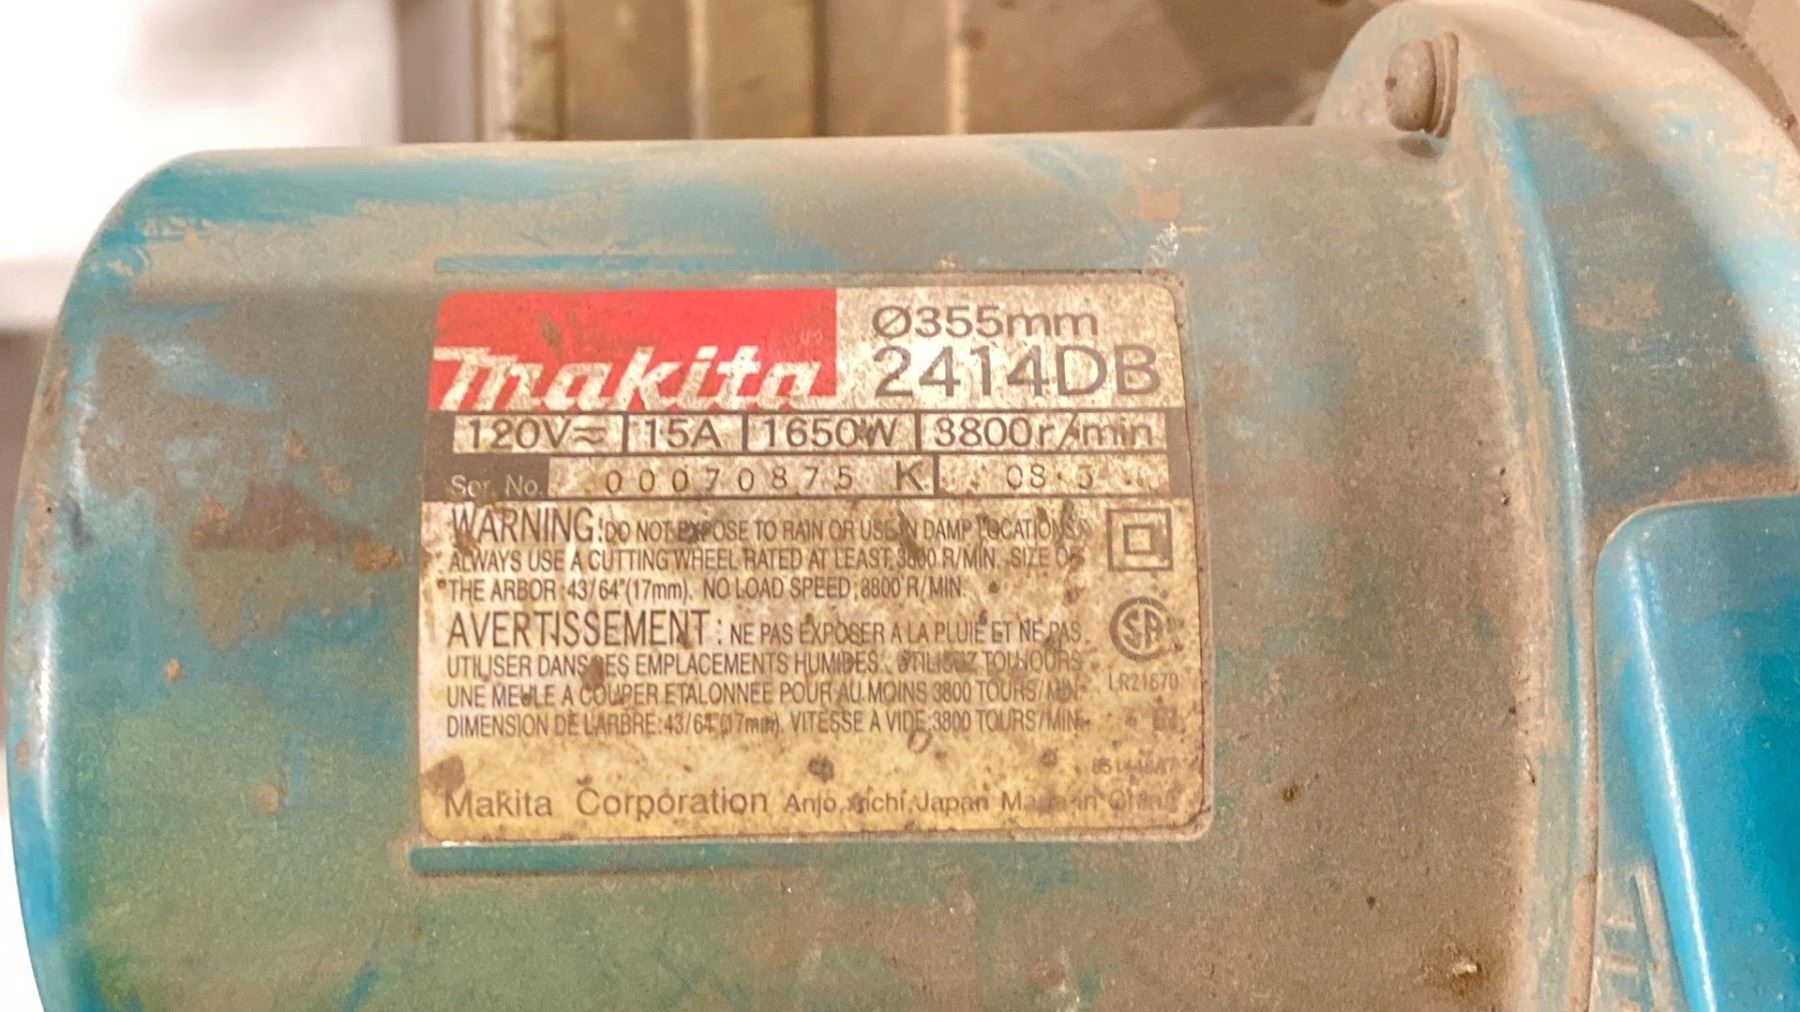 Ø355mm
makita 2414DB
120V≂ 15A 1650W 3800r/min
Ser. No. 00070875 K 08
WARNING: DO NOT EXPOSE TO RAIN OR USE IN DAMP LOCATIONS.
ALWAYS USE A CUTTING WHEEL RATED AT LEAST 3800 R/MIN. SIZE OF
THE ARBOR :43/64"(17mm). NO LOAD SPEED :3800 R/MIN.
AVERTISSEMENT : NE PAS EXPOSER A LA PLUIE ET NE PAS
UTILISER DANS DES EMPLACEMENTS HUMIDES. UTILISEZ TOUJOURS
UNE MEULE A COUPER ETALONNEE POUR AU MOINS 3800 TOURS/MIN.
LR21670
DIMENSION DE L'ARBRE: 43/64"(17mm). VITESSE A VIDE:3800 TOURS/MIN.
Makita Corporation Anjo, Aichi, Japan Made in China